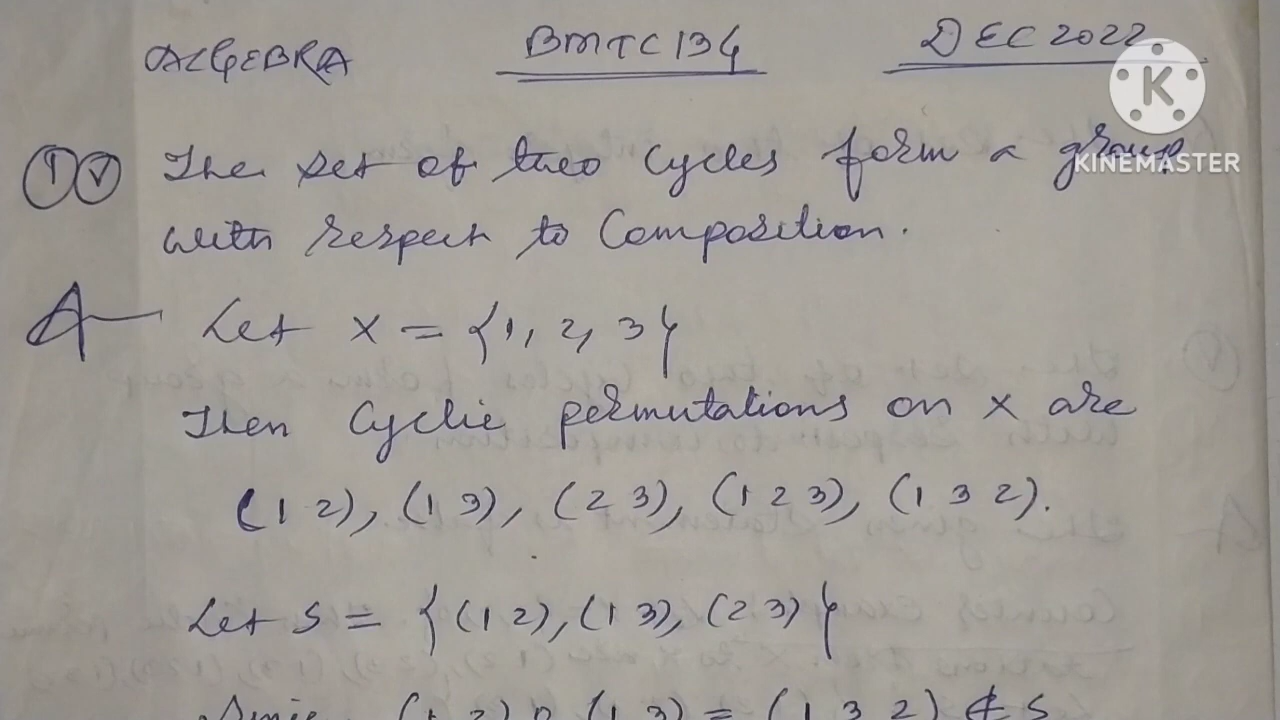 ALGEBRA BMTC134 DEC 2022
K
KINEMASTER
1 V The set of two cycles form a group
with respect to Composition.
A— Let X = {1, 2, 3}
Then Cyclic permutations on X are
(1 2), (1 3), (2 3), (1 2 3), (1 3 2).
Let S = {(1 2), (1 3), (2 3)}
Since (1 2) o (1 3) = (1 3 2) ∉ S